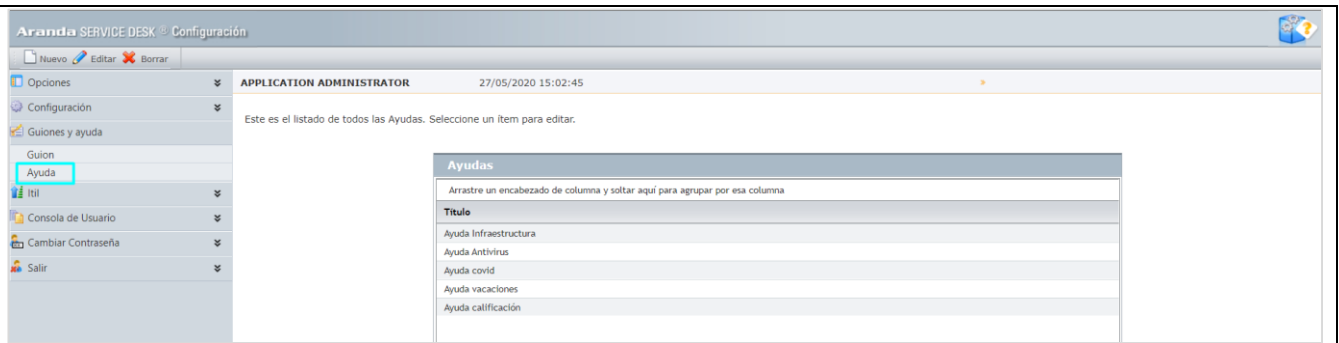 Aranda SERVICE DESK ® Configuración
Nuevo Editar Borrar
Opciones
Configuración
Guiones y ayuda
Guion
Ayuda
Itil
Consola de Usuario
Cambiar Contraseña
Salir
APPLICATION ADMINISTRATOR 27/05/2020 15:02:45
Este es el listado de todos las Ayudas. Seleccione un ítem para editar.
Ayudas
Arrastre un encabezado de columna y soltar aquí para agrupar por esa columna
Título
Ayuda Infraestructura
Ayuda Antivirus
Ayuda covid
Ayuda vacaciones
Ayuda calificación